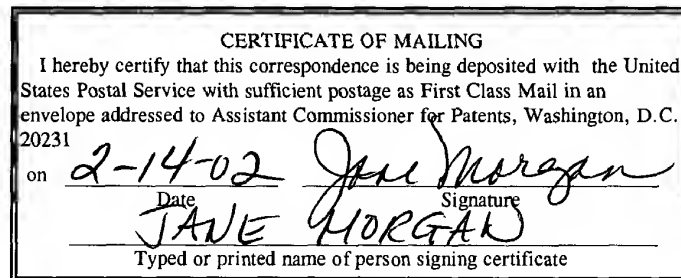 CERTIFICATE OF MAILING
I hereby certify that this correspondence is being deposited with the United
States Postal Service with sufficient postage as First Class Mail in an
envelope addressed to Assistant Commissioner for Patents, Washington, D.C.
20231
on 2-14-02 Jane Morgan
Date Signature
JANE MORGAN
Typed or printed name of person signing certificate